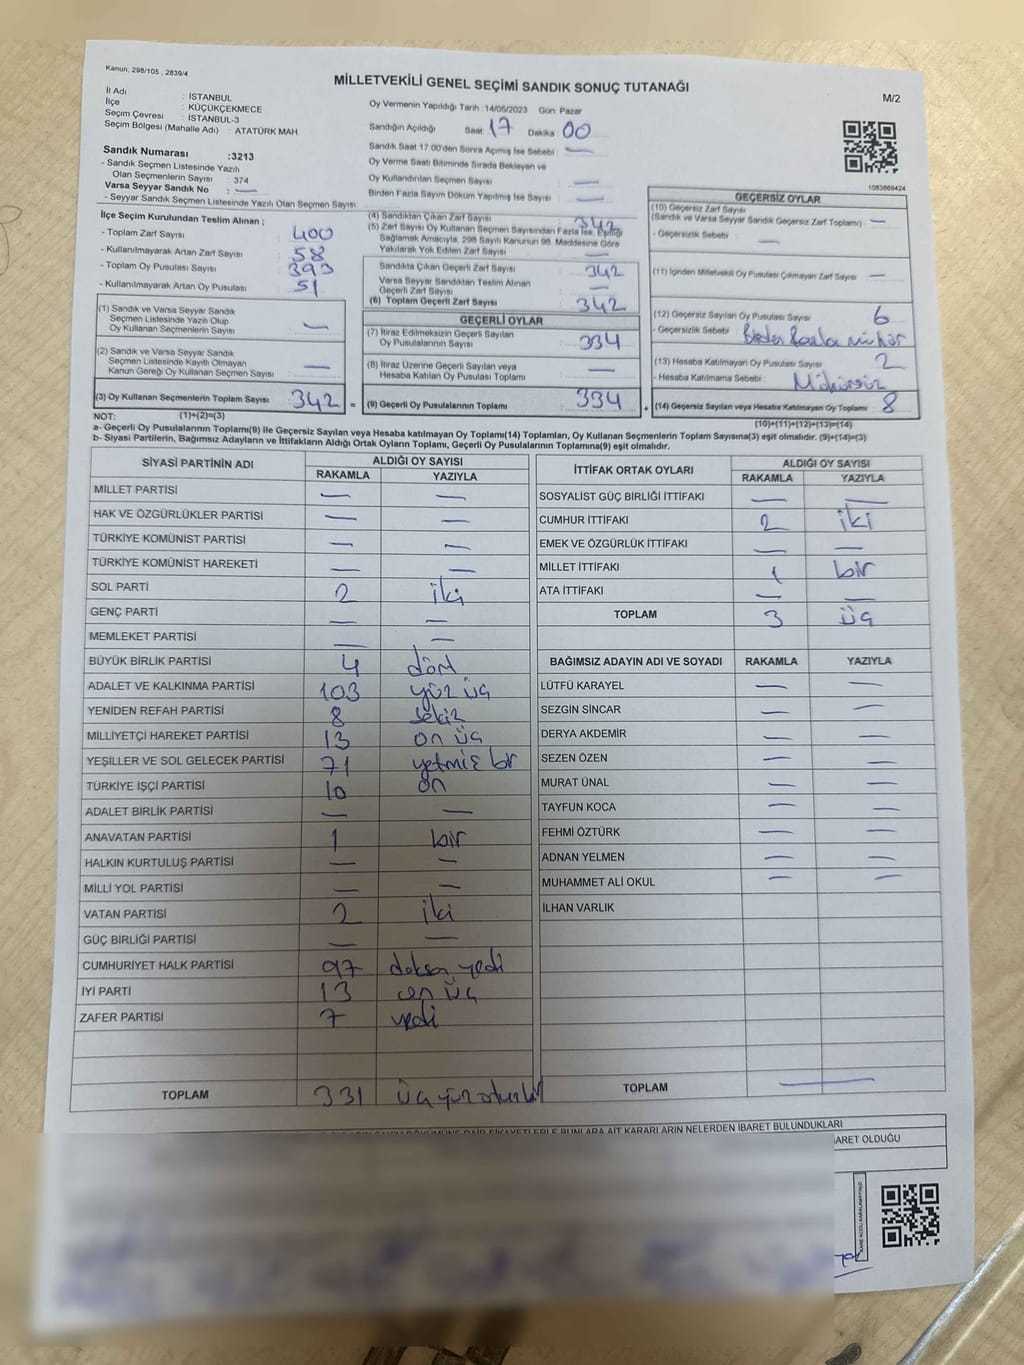 Kanun, 298/105 , 2839/4
MİLLETVEKİLİ GENEL SEÇİMİ SANDIK SONUÇ TUTANAĞI
M/2
İl Adı : İSTANBUL
İlçe : KÜÇÜKÇEKMECE
Seçim Çevresi : İSTANBUL-3
Seçim Bölgesi (Mahalle Adı) : ATATÜRK MAH
Oy Vermenin Yapıldığı Tarih : 14/05/2023 Gün: Pazar
Sandığın Açıldığı Saat 17 Dakika : 00
Sandık Saat 17:00'den Sonra Açılmış İse Sebebi : —
Oy Verme Saati Bitiminde Sırada Bekleyen ve
Oy Kullandırılan Seçmen Sayısı —
Birden Fazla Sayım Döküm Yapılmış İse Sayısı : —
1083869424
Sandık Numarası :3213
- Sandık Seçmen Listesinde Yazılı
Olan Seçmenlerin Sayısı : 374
Varsa Seyyar Sandık No : —
- Seyyar Sandık Seçmen Listesinde Yazılı Olan Seçmen Sayısı
İlçe Seçim Kurulundan Teslim Alınan ;
- Toplam Zarf Sayısı 400
- Kullanılmayarak Artan Zarf Sayısı 58
- Toplam Oy Pusulası Sayısı 393
- Kullanılmayarak Artan Oy Pusulası 51
(1) Sandık ve Varsa Seyyar Sandık
Seçmen Listesinde Yazılı Olup
Oy Kullanan Seçmenlerin Sayısı —
(2) Sandık ve Varsa Seyyar Sandık
Seçmen Listesinde Kayıtlı Olmayan
Kanun Gereği Oy Kullanan Seçmen Sayısı : —
(3) Oy Kullanan Seçmenlerin Toplam Sayısı : 342 =
(4) Sandıktan Çıkan Zarf Sayısı 342
(5) Zarf Sayısı Oy Kullanan Seçmen Sayısından Fazla İse, Eşitliği
Sağlamak Amacıyla, 298 Sayılı Kanunun 98. Maddesine Göre
Yakılarak Yok Edilen Zarf Sayısı —
Sandıkta Çıkan Geçerli Zarf Sayısı 342
Varsa Seyyar Sandıktan Teslim Alınan
Geçerli Zarf Sayısı —
(6) Toplam Geçerli Zarf Sayısı 342
GEÇERLİ OYLAR
(7) İtiraz Edilmeksizin Geçerli Sayılan
Oy Pusulalarının Sayısı 334
(8) İtiraz Üzerine Geçerli Sayılan veya
Hesaba Katılan Oy Pusulası Toplamı —
(9) Geçerli Oy Pusulalarının Toplamı 334 +
GEÇERSİZ OYLAR
(10) Geçersiz Zarf Sayısı
(Sandık ve Varsa Seyyar Sandık Geçersiz Zarf Toplamı) : —
- Geçersizlik Sebebi : —
(11) İçinden Milletvekili Oy Pusulası Çıkmayan Zarf Sayısı —
(12) Geçersiz Sayılan Oy Pusulası Sayısı 6
- Geçersizlik Sebebi : Birden fazla mühür
(13) Hesaba Katılmayan Oy Pusulası Sayısı 2
- Hesaba Katılmama Sebebi : Mühürsüz
(14) Geçersiz Sayılan veya Hesaba Katılmayan Oy Toplamı 8
NOT: (1)+(2)=(3)
(10)+(11)+(12)+(13)=(14)
a- Geçerli Oy Pusulalarının Toplamı(9) ile Geçersiz Sayılan veya Hesaba Katılmayan Oy Toplamı(14) Toplamları, Oy Kullanan Seçmenlerin Toplam Sayısına(3) eşit olmalıdır. (9)+(14)=(3)
b- Siyasi Partilerin, Bağımsız Adayların ve İttifakların Aldığı Ortak Oyların Toplamı, Geçerli Oy Pusulalarının Toplamına(9) eşit olmalıdır.
SİYASİ PARTİNİN ADI ALDIĞI OY SAYISI
RAKAMLA YAZIYLA
MİLLET PARTİSİ — —
HAK VE ÖZGÜRLÜKLER PARTİSİ — —
TÜRKİYE KOMÜNİST PARTİSİ — —
TÜRKİYE KOMÜNİST HAREKETİ — —
SOL PARTİ 2 iki
GENÇ PARTİ — —
MEMLEKET PARTİSİ — —
BÜYÜK BİRLİK PARTİSİ 4 dört
ADALET VE KALKINMA PARTİSİ 103 yüz üç
YENİDEN REFAH PARTİSİ 8 sekiz
MİLLİYETÇİ HAREKET PARTİSİ 13 on üç
YEŞİLLER VE SOL GELECEK PARTİSİ 71 yetmiş bir
TÜRKİYE İŞÇİ PARTİSİ 10 on
ADALET BİRLİK PARTİSİ — —
ANAVATAN PARTİSİ 1 bir
HALKIN KURTULUŞ PARTİSİ — —
MİLLİ YOL PARTİSİ — —
VATAN PARTİSİ 2 iki
GÜÇ BİRLİĞİ PARTİSİ — —
CUMHURİYET HALK PARTİSİ 97 doksan yedi
İYİ PARTİ 13 on üç
ZAFER PARTİSİ 7 yedi
TOPLAM 331 üç yüz otuz bir
İTTİFAK ORTAK OYLARI ALDIĞI OY SAYISI
RAKAMLA YAZIYLA
SOSYALİST GÜÇ BİRLİĞİ İTTİFAKI — —
CUMHUR İTTİFAKI 2 iki
EMEK VE ÖZGÜRLÜK İTTİFAKI — —
MİLLET İTTİFAKI 1 bir
ATA İTTİFAKI — —
TOPLAM 3 üç
BAĞIMSIZ ADAYIN ADI VE SOYADI RAKAMLA YAZIYLA
LÜTFÜ KARAYEL — —
SEZGİN SİNCAR — —
DERYA AKDEMİR — —
SEZEN ÖZEN — —
MURAT ÜNAL — —
TAYFUN KOCA — —
FEHMİ ÖZTÜRK — —
ADNAN YELMEN — —
MUHAMMET ALİ OKUL — —
İLHAN VARLIK
TOPLAM —
DÖKÜMÜNE DAİR ŞİKAYETLERLE BUNLARA AİT KARARLARIN NELERDEN İBARET BULUNDUKLARI
ARET OLDUĞU
KARE KODU KARALAMAYINIZ